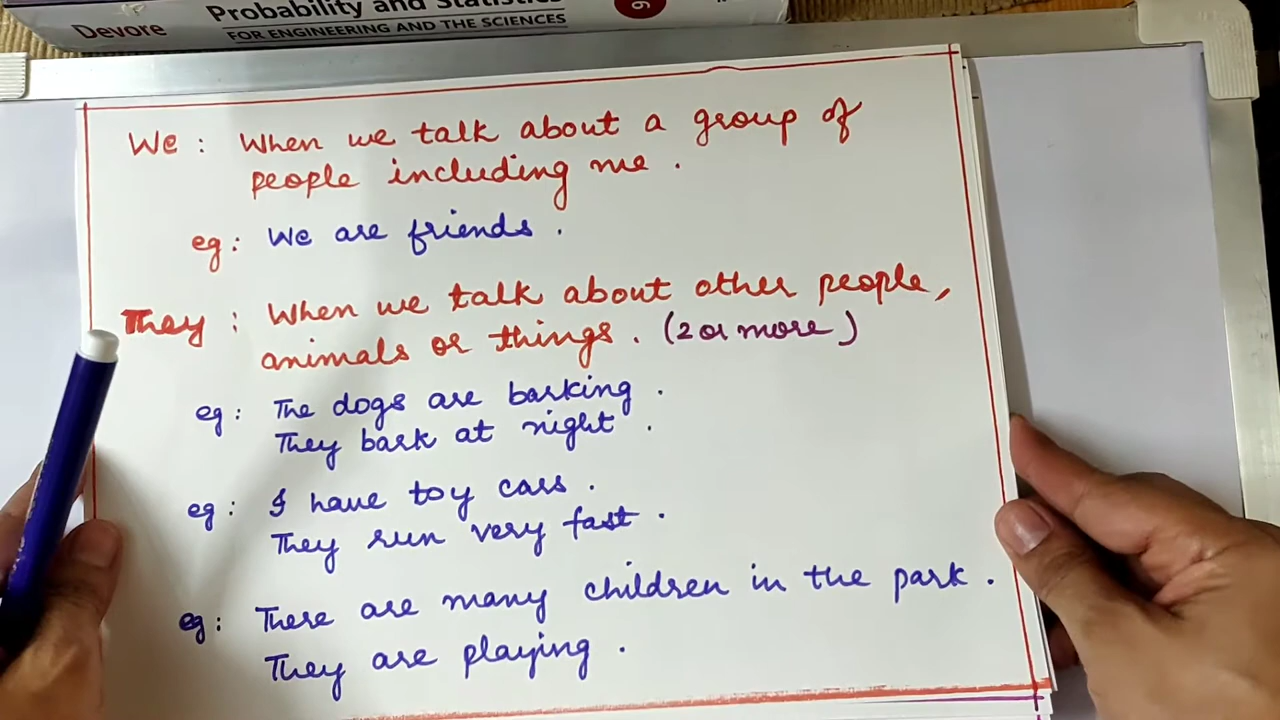 Probability and Statistics
Devore
FOR ENGINEERING AND THE SCIENCES
9
We : When we talk about a group of
people including me .
eg : We are friends .
They : When we talk about other people,
animals or things . (2 or more)
eg : The dogs are barking .
They bark at night .
eg : I have toy cars .
They run very fast .
eg : There are many children in the park .
They are playing .